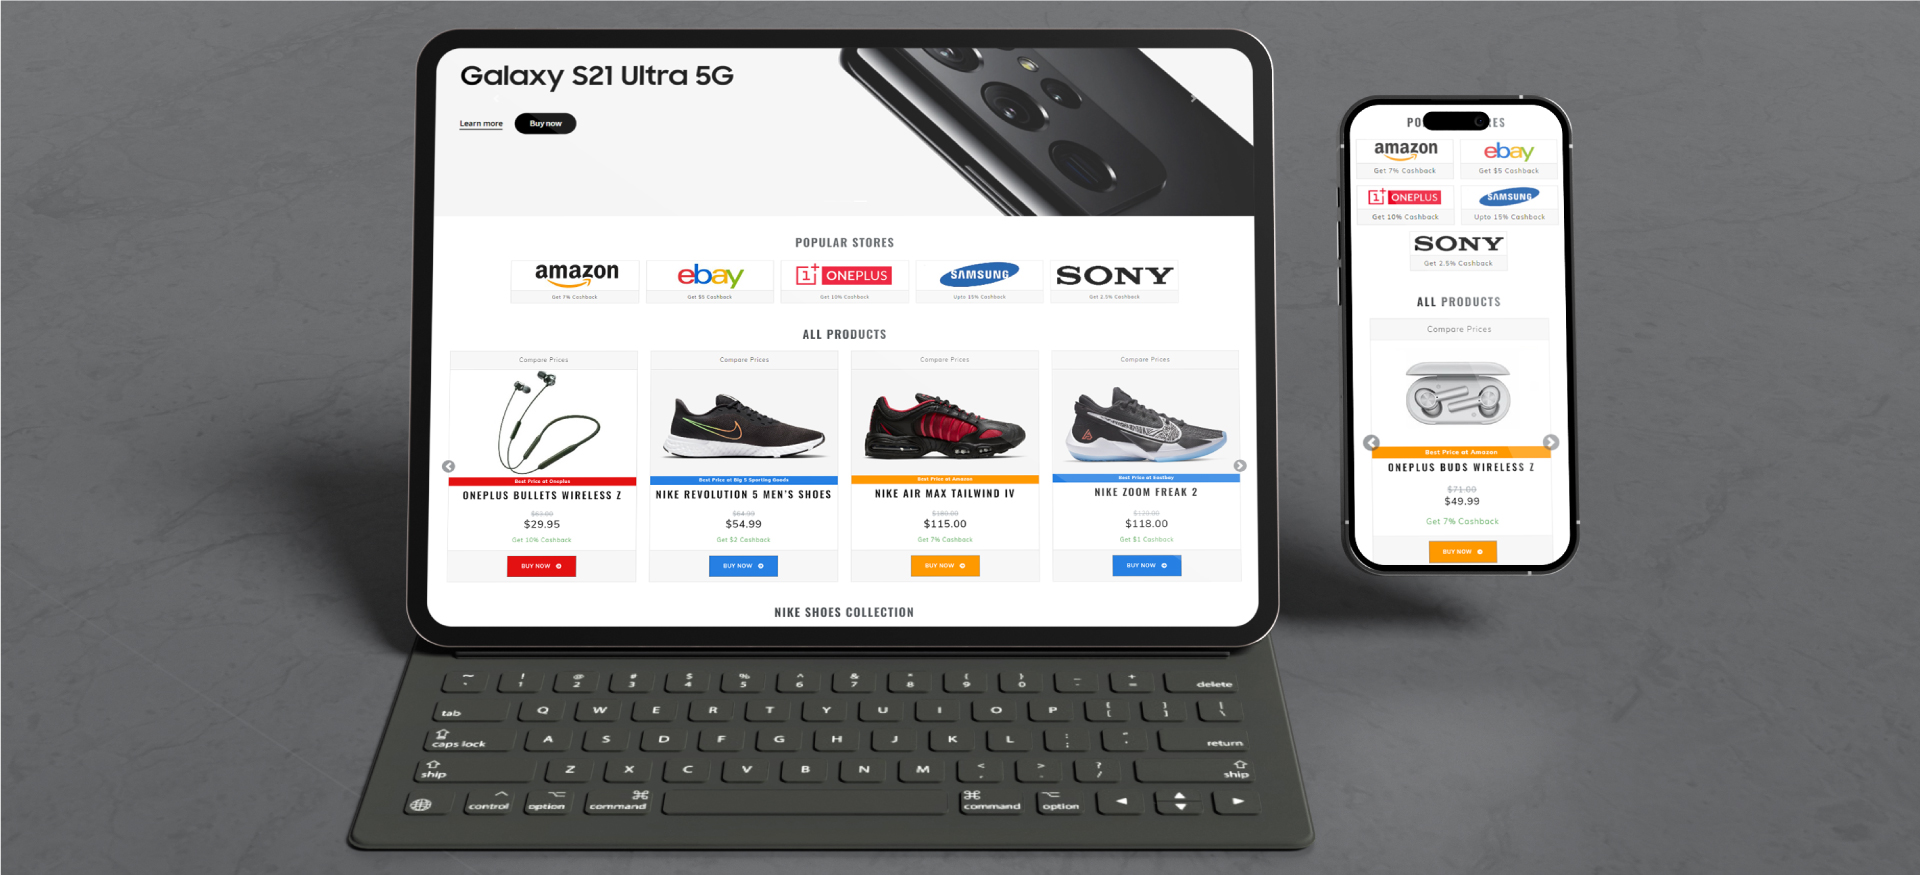 Galaxy S21 Ultra 5G
Learn more
Buy now
POPULAR STORES
amazon
ebay
1+ ONEPLUS
SAMSUNG
SONY
Get 7% Cashback
Get $5 Cashback
Get 10% Cashback
Upto 15% Cashback
Get 2.5% Cashback
ALL PRODUCTS
Compare Prices
Compare Prices
Compare Prices
Compare Prices
Best Price at Oneplus
Best Price at Big 5 Sporting Goods
Best Price at Amazon
Best Price at Eastbay
ONEPLUS BULLETS WIRELESS Z
NIKE REVOLUTION 5 MEN'S SHOES
NIKE AIR MAX TAILWIND IV
NIKE ZOOM FREAK 2
$64.99
$120.00
$29.95
$54.99
$115.00
$118.00
Get 10% Cashback
Get $2 Cashback
Get 7% Cashback
Get $1 Cashback
BUY NOW
BUY NOW
BUY NOW
BUY NOW
NIKE SHOES COLLECTION
PO RES
amazon
ebay
Get 7% Cashback
Get $5 Cashback
1+ ONEPLUS
SAMSUNG
Get 10% Cashback
Upto 15% Cashback
SONY
Get 2.5% Cashback
ALL PRODUCTS
Compare Prices
Best Price at Amazon
ONEPLUS BUDS WIRELESS Z
$71.00
$49.99
Get 7% Cashback
BUY NOW
~ ! @ # $ % ^ & * ( ) _ +
` 1 2 3 4 5 6 7 8 9 0 - = delete
tab Q W E R T Y U I O P { [ } ] | \
caps lock A S D F G H J K L : ; " ' return
ship Z X C V B N M < , > . ? / ship
control option command command option